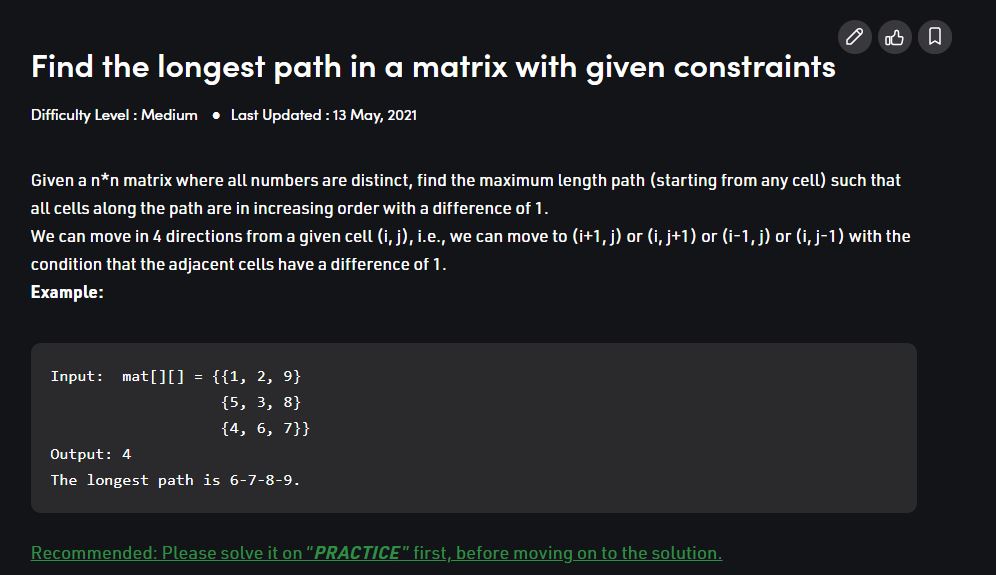 Find the longest path in a matrix with given constraints
Difficulty Level : Medium ● Last Updated : 13 May, 2021
Given a n*n matrix where all numbers are distinct, find the maximum length path (starting from any cell) such that
all cells along the path are in increasing order with a difference of 1.
We can move in 4 directions from a given cell (i, j), i.e., we can move to (i+1, j) or (i, j+1) or (i-1, j) or (i, j-1) with the
condition that the adjacent cells have a difference of 1.
Example:
Input:  mat[][] = {{1, 2, 9}
{5, 3, 8}
{4, 6, 7}}
Output: 4
The longest path is 6-7-8-9.
Recommended: Please solve it on “PRACTICE” first, before moving on to the solution.